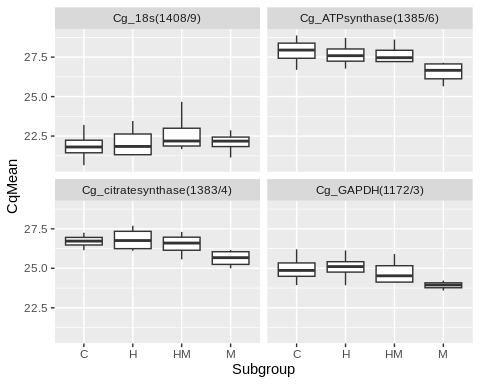 Cg_18s(1408/9)
Cg_ATPsynthase(1385/6)
27.5
25.0
22.5
Cg_citratesynthase(1383/4)
Cg_GAPDH(1172/3)
27.5
25.0
22.5
CqMean
C H HM M
C H HM M
Subgroup